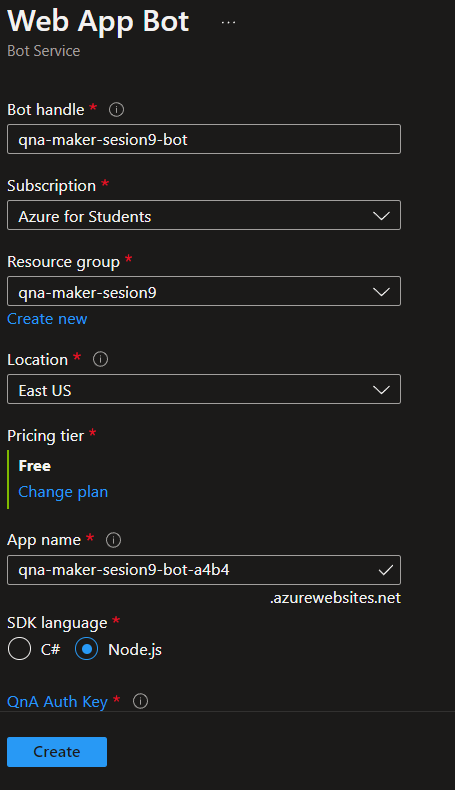 Web App Bot ...
Bot Service
Bot handle *
qna-maker-sesion9-bot
Subscription *
Azure for Students
Resource group *
qna-maker-sesion9
Create new
Location *
East US
Pricing tier *
Free
Change plan
App name *
qna-maker-sesion9-bot-a4b4
.azurewebsites.net
SDK language *
C# Node.js
QnA Auth Key *
Create